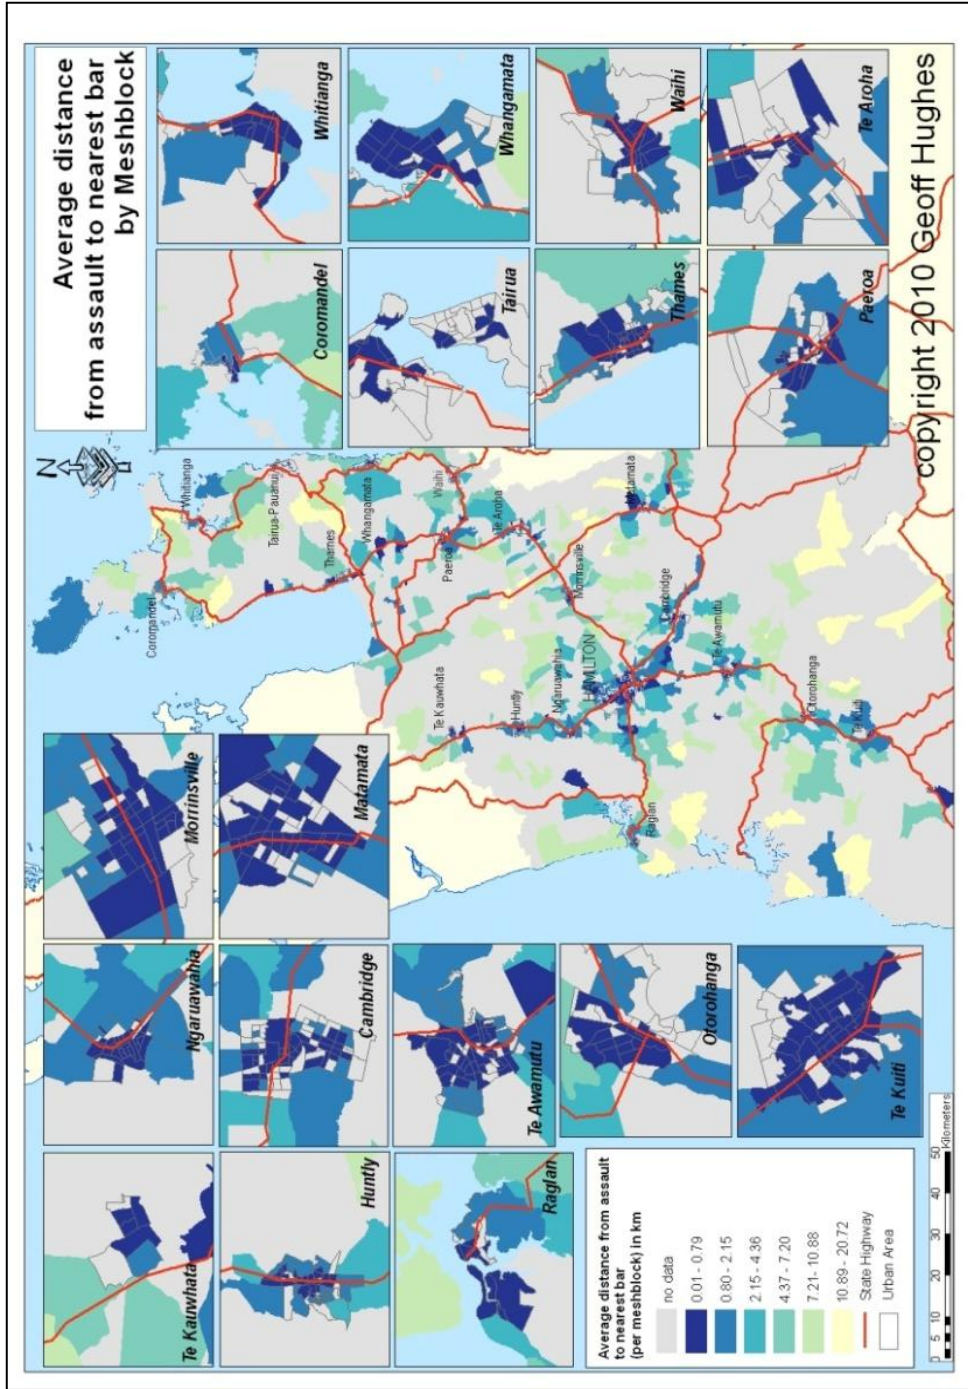 Average distance
from assault to nearest bar
by Meshblock
N
Te Kauwhata
Ngaruawahia
Morrinsville
Coromandel
Whitianga
Huntly
Cambridge
Matamata
Tairua
Whangamata
Raglan
Te Awamutu
Otorohanga
Te Kuiti
Thames
Waihi
Paeroa
Te Aroha
Coromandel
Whitianga
Tairua-Pauanui
Thames
Whangamata
Paeroa
Waihi
Te Aroha
Te Kauwhata
Huntly
Ngaruawahia
HAMILTON
Morrinsville
Matamata
Cambridge
Te Awamutu
Raglan
Otorohanga
Te Kuiti
Average distance from assault
to nearest bar
(per meshblock) in km
no data
0.01 - 0.79
0.80 - 2.15
2.15 - 4.36
4.37 - 7.20
7.21- 10.88
10.89 - 20.72
State Highway
Urban Area
0 5 10 20 30 40 50
Kilometers
copyright 2010 Geoff Hughes